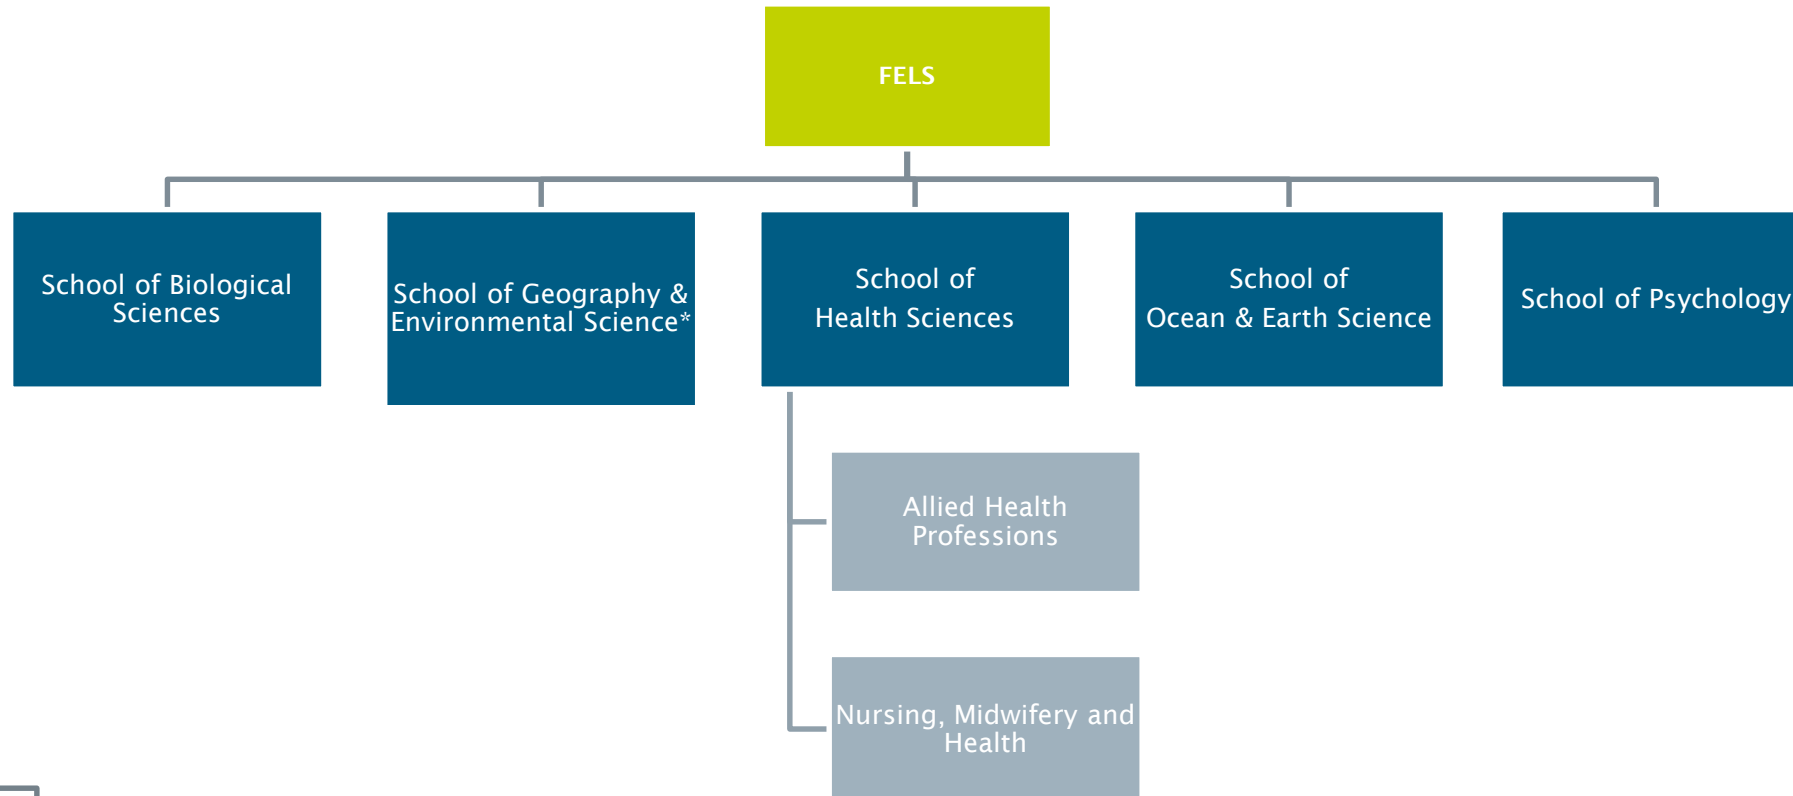 FELS
School of Biological
Sciences
School of Geography &
Environmental Science*
School of
Health Sciences
School of
Ocean & Earth Science
School of Psychology
Allied Health
Professions
Nursing, Midwifery and
Health